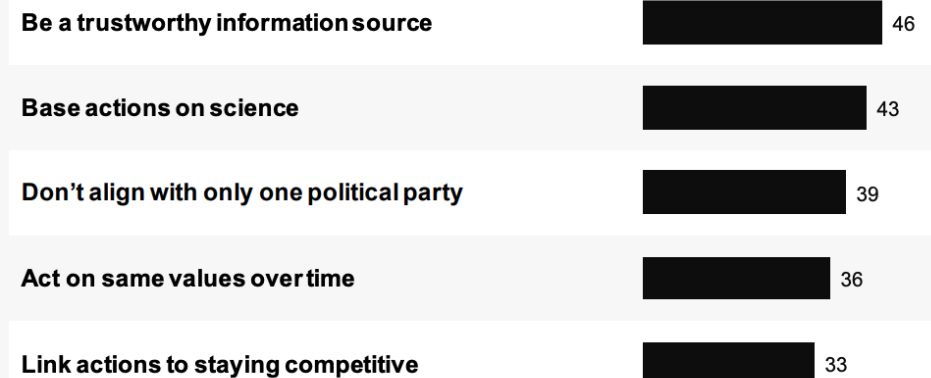 Be a trustworthy information source 46
Base actions on science 43
Don’t align with only one political party 39
Act on same values over time 36
Link actions to staying competitive 33